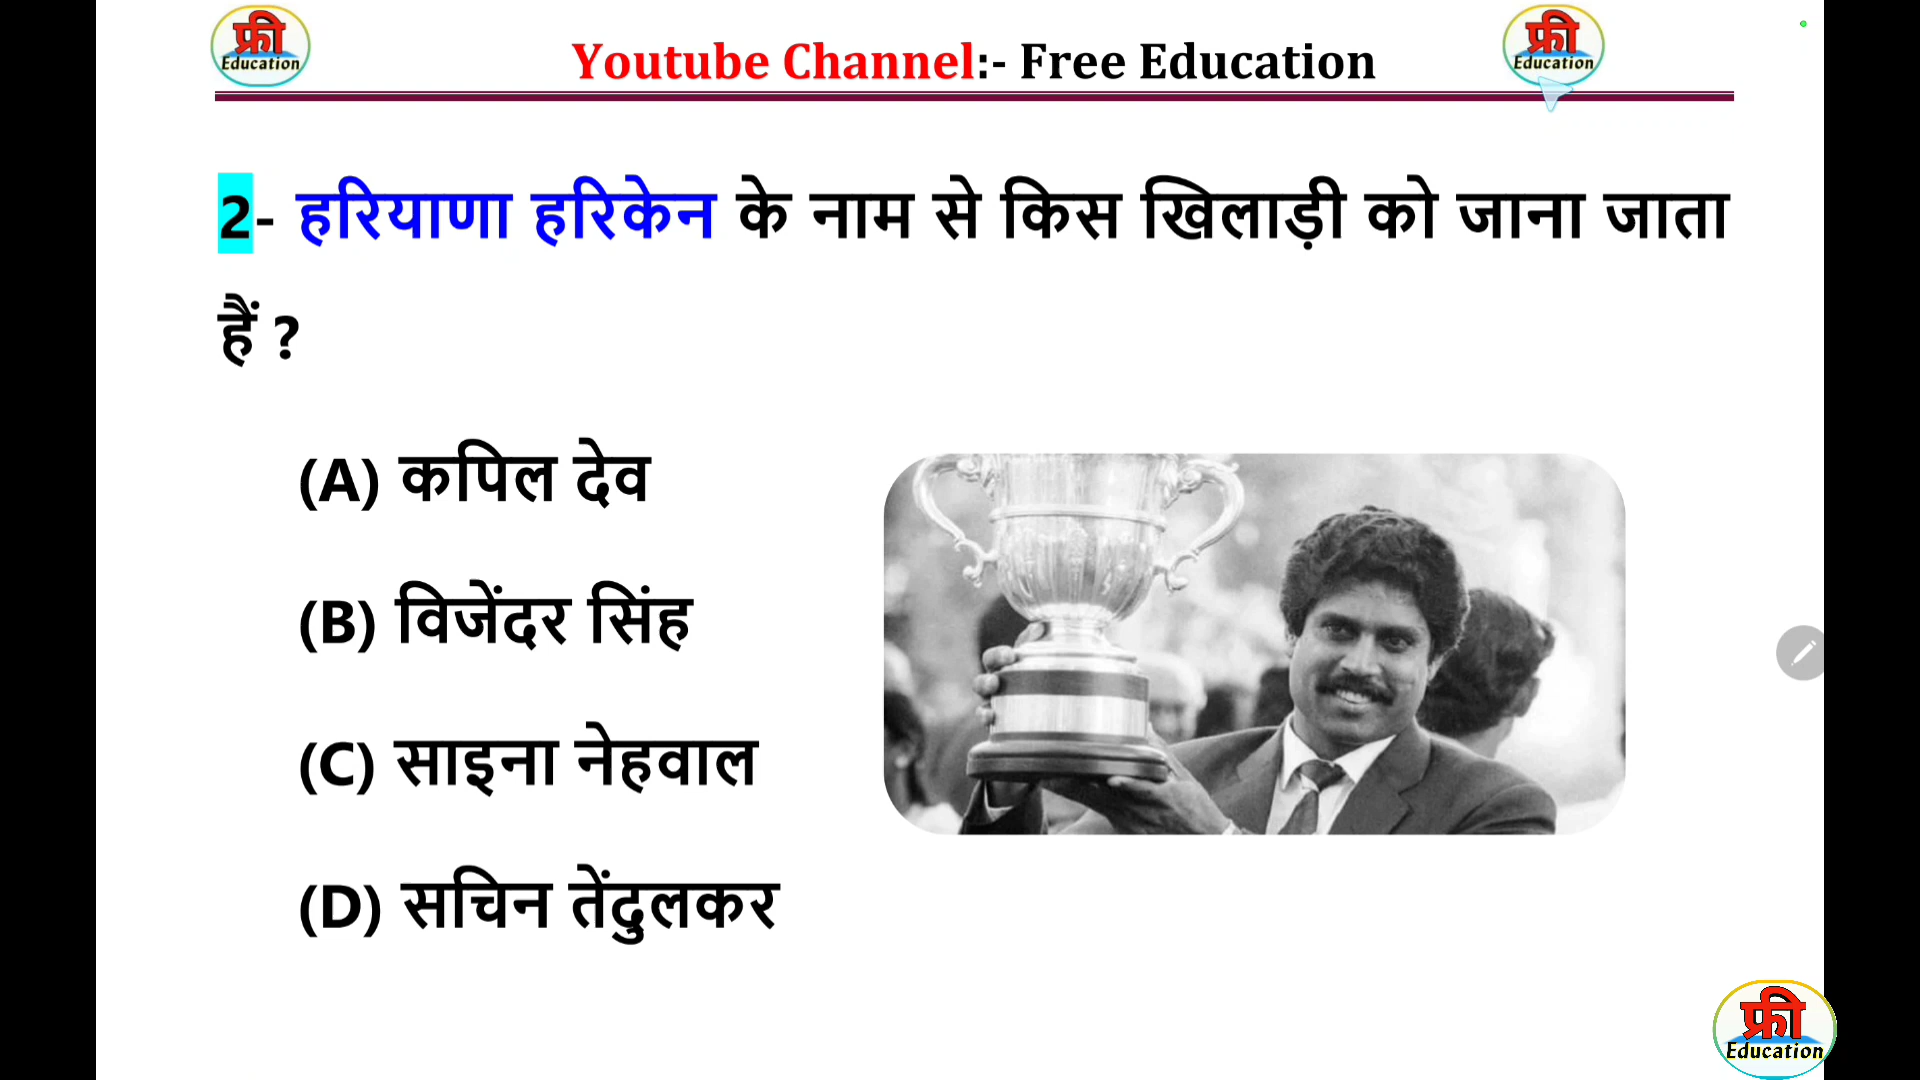 फ्री
Education
Youtube Channel:- Free Education
फ्री
Education
2- हरियाणा हरिकेन के नाम से किस खिलाड़ी को जाना जाता
हैं ?
(A) कपिल देव
(B) विजेंदर सिंह
(C) साइना नेहवाल
(D) सचिन तेंदुलकर
फ्री
Education